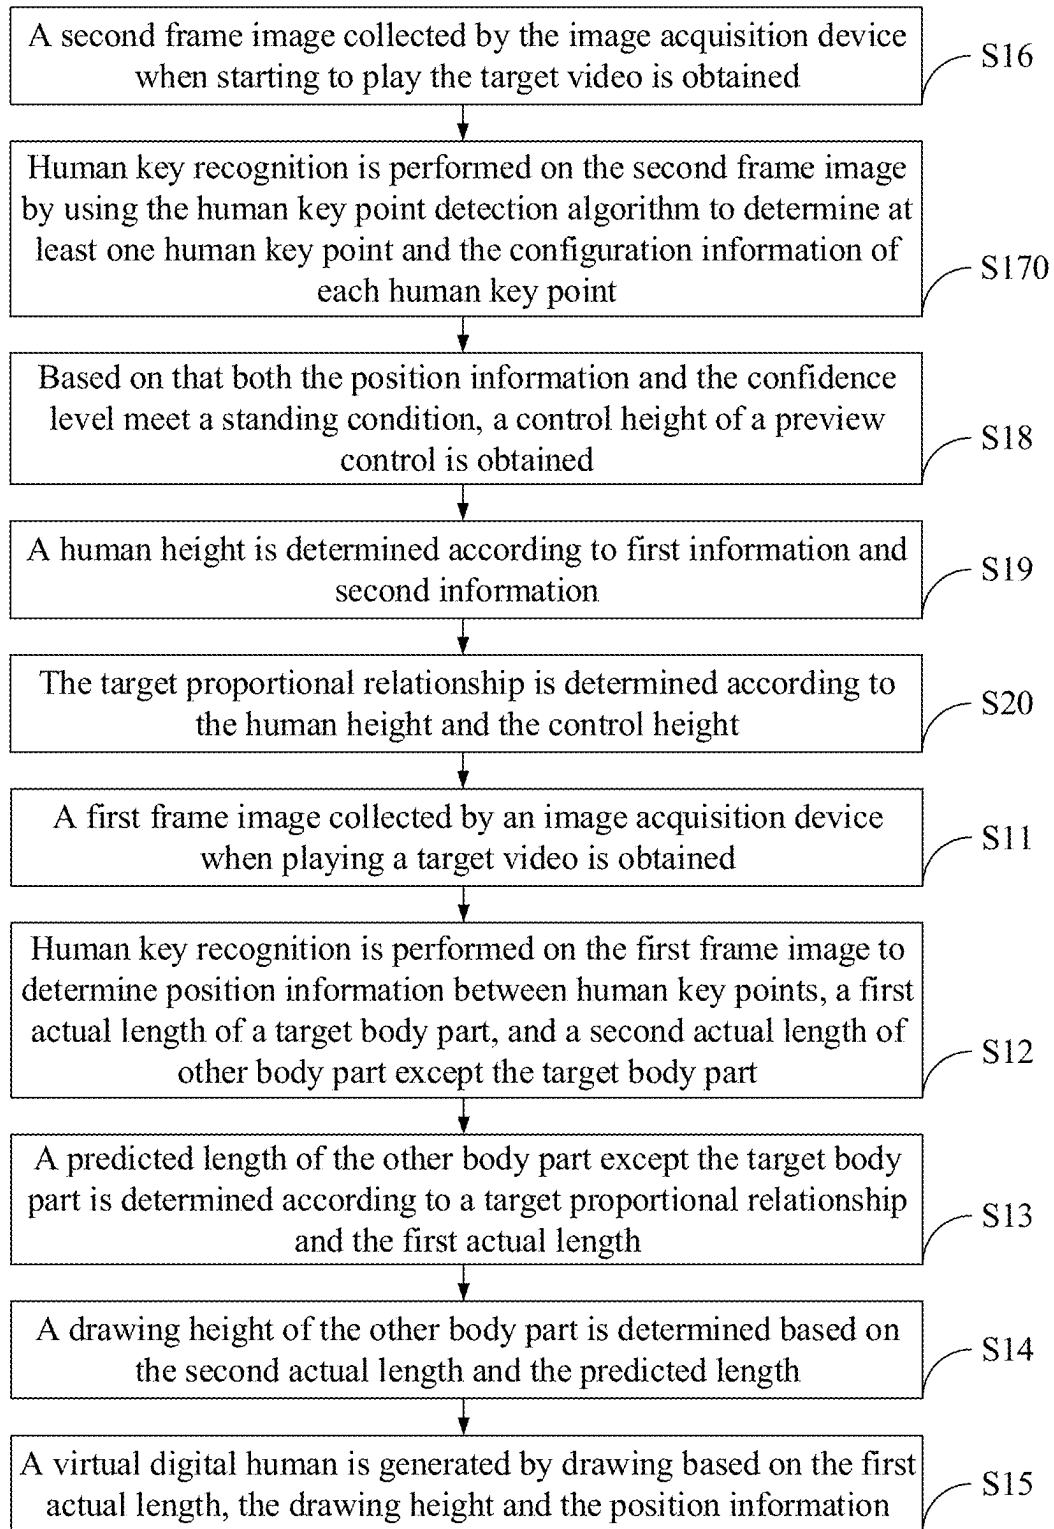 A second frame image collected by the image acquisition device
when starting to play the target video is obtained
S16
Human key recognition is performed on the second frame image
by using the human key point detection algorithm to determine at
least one human key point and the configuration information of
each human key point
S170
Based on that both the position information and the confidence
level meet a standing condition, a control height of a preview
control is obtained
S18
A human height is determined according to first information and
second information
S19
The target proportional relationship is determined according to
the human height and the control height
S20
A first frame image collected by an image acquisition device
when playing a target video is obtained
S11
Human key recognition is performed on the first frame image to
determine position information between human key points, a first
actual length of a target body part, and a second actual length of
other body part except the target body part
S12
A predicted length of the other body part except the target body
part is determined according to a target proportional relationship
and the first actual length
S13
A drawing height of the other body part is determined based on
the second actual length and the predicted length
S14
A virtual digital human is generated by drawing based on the first
actual length, the drawing height and the position information
S15